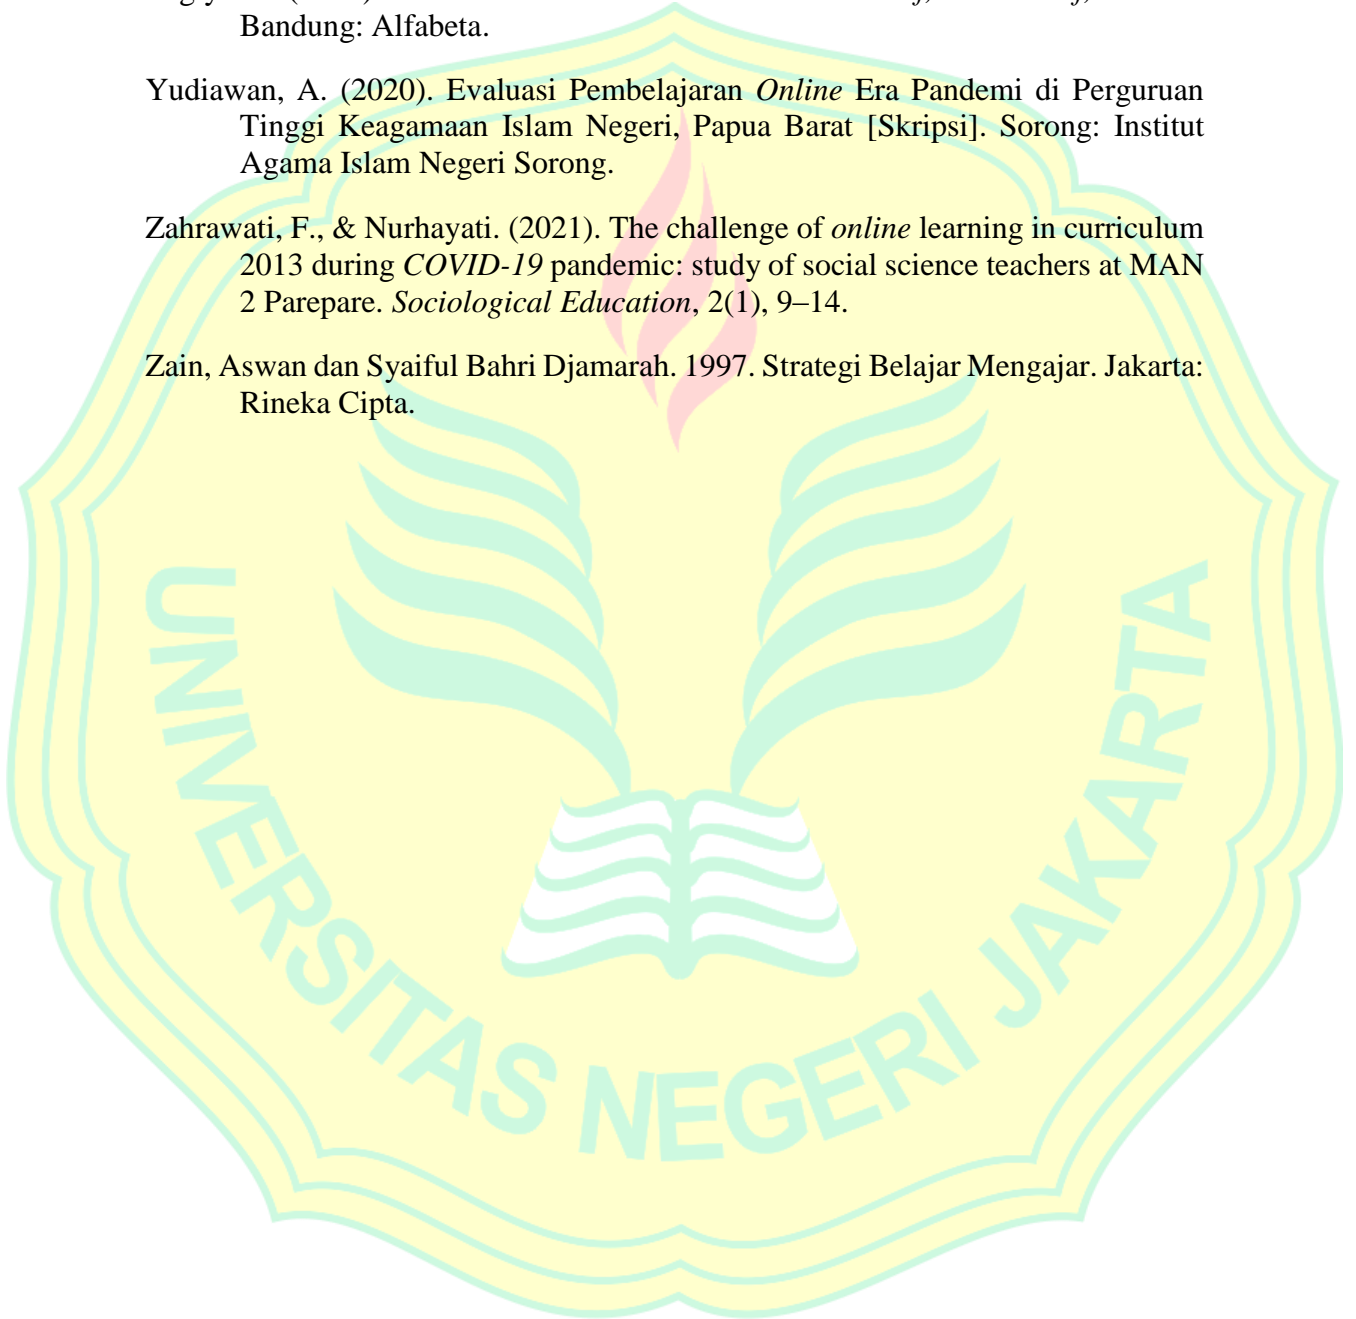 Bandung: Alfabeta.
Yudiawan, A. (2020). Evaluasi Pembelajaran Online Era Pandemi di Perguruan
Tinggi Keagamaan Islam Negeri, Papua Barat [Skripsi]. Sorong: Institut
Agama Islam Negeri Sorong.
Zahrawati, F., & Nurhayati. (2021). The challenge of online learning in curriculum
2013 during COVID-19 pandemic: study of social science teachers at MAN
2 Parepare. Sociological Education, 2(1), 9–14.
Zain, Aswan dan Syaiful Bahri Djamarah. 1997. Strategi Belajar Mengajar. Jakarta:
Rineka Cipta.
UNIVERSITAS NEGERI JAKARTA